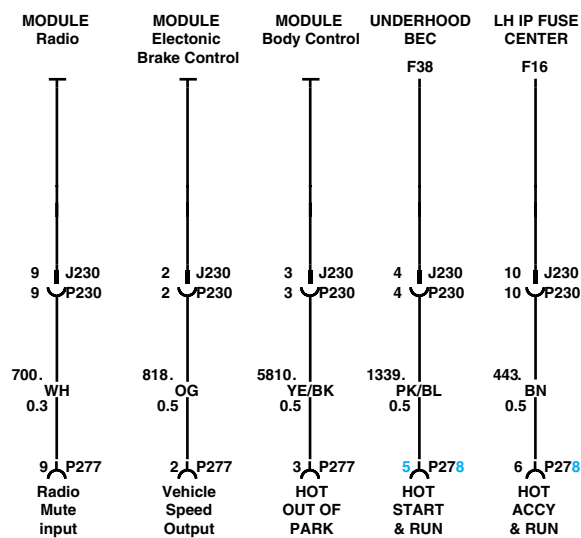 MODULE
Radio
MODULE
Electonic
Brake Control
MODULE
Body Control
UNDERHOOD
BEC
F38
LH IP FUSE
CENTER
F16
9 J230
9 P230
2 J230
2 P230
3 J230
3 P230
4 J230
4 P230
10 J230
10 P230
700.
WH
0.3
818.
OG
0.5
5810.
YE/BK
0.5
1339.
PK/BL
0.5
443.
BN
0.5
9 P277
2 P277
3 P277
5 P278
6 P278
Radio
Mute
input
Vehicle
Speed
Output
HOT
OUT OF
PARK
HOT
START
& RUN
HOT
ACCY
& RUN